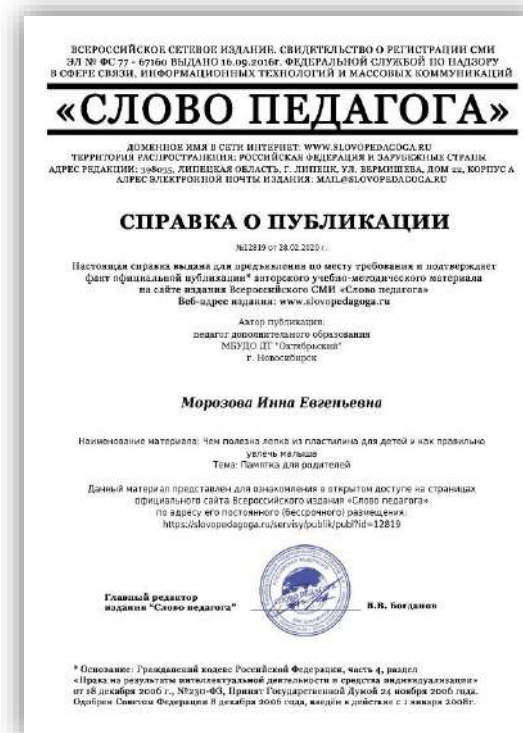 ВСЕРОССИЙСКОЕ СЕТЕВОЕ ИЗДАНИЕ. СВИДЕТЕЛЬСТВО О РЕГИСТРАЦИИ СМИ
ЭЛ № ФС 77 - 67160 ВЫДАНО 16.09.2016г. ФЕДЕРАЛЬНОЙ СЛУЖБОЙ ПО НАДЗОРУ
В СФЕРЕ СВЯЗИ, ИНФОРМАЦИОННЫХ ТЕХНОЛОГИЙ И МАССОВЫХ КОММУНИКАЦИЙ
«СЛОВО ПЕДАГОГА»
ДОМЕННОЕ ИМЯ В СЕТИ ИНТЕРНЕТ: WWW.SLOVOPEDAGOGA.RU
ТЕРРИТОРИЯ РАСПРОСТРАНЕНИЯ: РОССИЙСКАЯ ФЕДЕРАЦИЯ И ЗАРУБЕЖНЫЕ СТРАНЫ
АДРЕС РЕДАКЦИИ: 398035, ЛИПЕЦКАЯ ОБЛАСТЬ, Г. ЛИПЕЦК, УЛ. ВЕРМИШЕВА, ДОМ 22, КОРПУС А
АДРЕС ЭЛЕКТРОННОЙ ПОЧТЫ ИЗДАНИЯ: MAIL@SLOVOPEDAGOGA.RU
СПРАВКА О ПУБЛИКАЦИИ
№12819 от 28.02.2020 г.
Настоящая справка выдана для предъявления по месту требования и подтверждает
факт официальной публикации* авторского учебно-методического материала
на сайте издания Всероссийского СМИ «Слово педагога»
Веб-адрес издания: www.slovopedagoga.ru
Автор публикации:
педагог дополнительного образования
МБУДО ДТ "Октябрьский"
г. Новосибирск
Морозова Инна Евгеньевна
Наименование материала: Чем полезна лепка из пластилина для детей и как правильно
увлечь малыша
Тема: Памятка для родителей
Данный материал представлен для ознакомления в открытом доступе на страницах
официального сайта Всероссийского издания «Слово педагога»
по адресу его постоянного (бессрочного) размещения:
https://slovopedagoga.ru/servisy/publik/publ?id=12819
Главный редактор
издания "Слово педагога"
В.В. Богданов
СЛОВО ПЕДАГОГА
* Основание: Гражданский кодекс Российской Федерации, часть 4, раздел
«Права на результаты интеллектуальной деятельности и средства индивидуализации»
от 18 декабря 2006 г., №230-ФЗ, Принят Государственной Думой 24 ноября 2006 года.
Одобрен Советом Федерации 8 декабря 2006 года, введён в действие с 1 января 2008г.